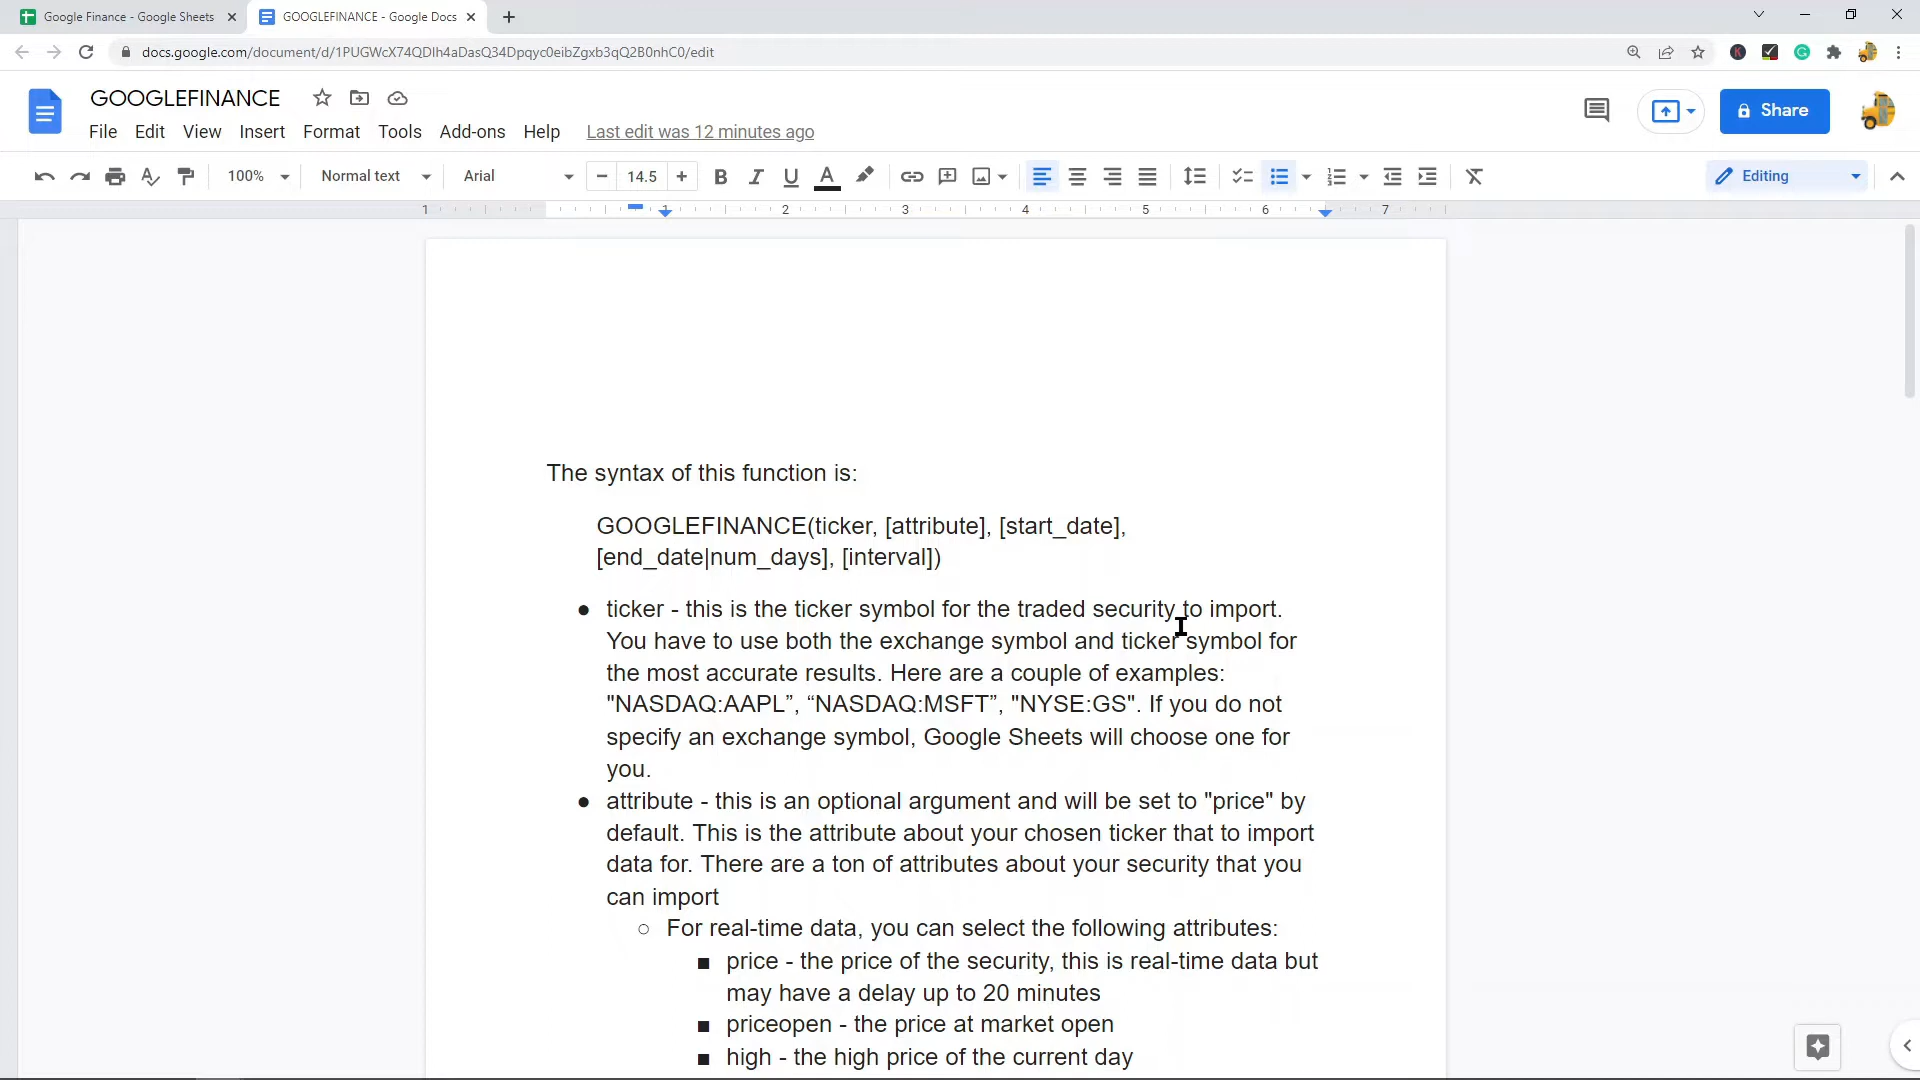 Google Finance - Google Sheets
GOOGLEFINANCE - Google Docs
docs.google.com/document/d/1PUGWcX74QDIh4aDasQ34Dpqyc0eibZgxb3qQ2B0nhC0/edit
GOOGLEFINANCE
File Edit View Insert Format Tools Add-ons Help Last edit was 12 minutes ago
Share
100% Normal text Arial 14.5 Editing
1 1 2 3 4 5 6 7
The syntax of this function is:
GOOGLEFINANCE(ticker, [attribute], [start_date],
[end_date|num_days], [interval])
● ticker - this is the ticker symbol for the traded security to import.
You have to use both the exchange symbol and ticker symbol for
the most accurate results. Here are a couple of examples:
"NASDAQ:AAPL”, “NASDAQ:MSFT”, "NYSE:GS". If you do not
specify an exchange symbol, Google Sheets will choose one for
you.
● attribute - this is an optional argument and will be set to "price" by
default. This is the attribute about your chosen ticker that to import
data for. There are a ton of attributes about your security that you
can import
○ For real-time data, you can select the following attributes:
■ price - the price of the security, this is real-time data but
may have a delay up to 20 minutes
■ priceopen - the price at market open
■ high - the high price of the current day